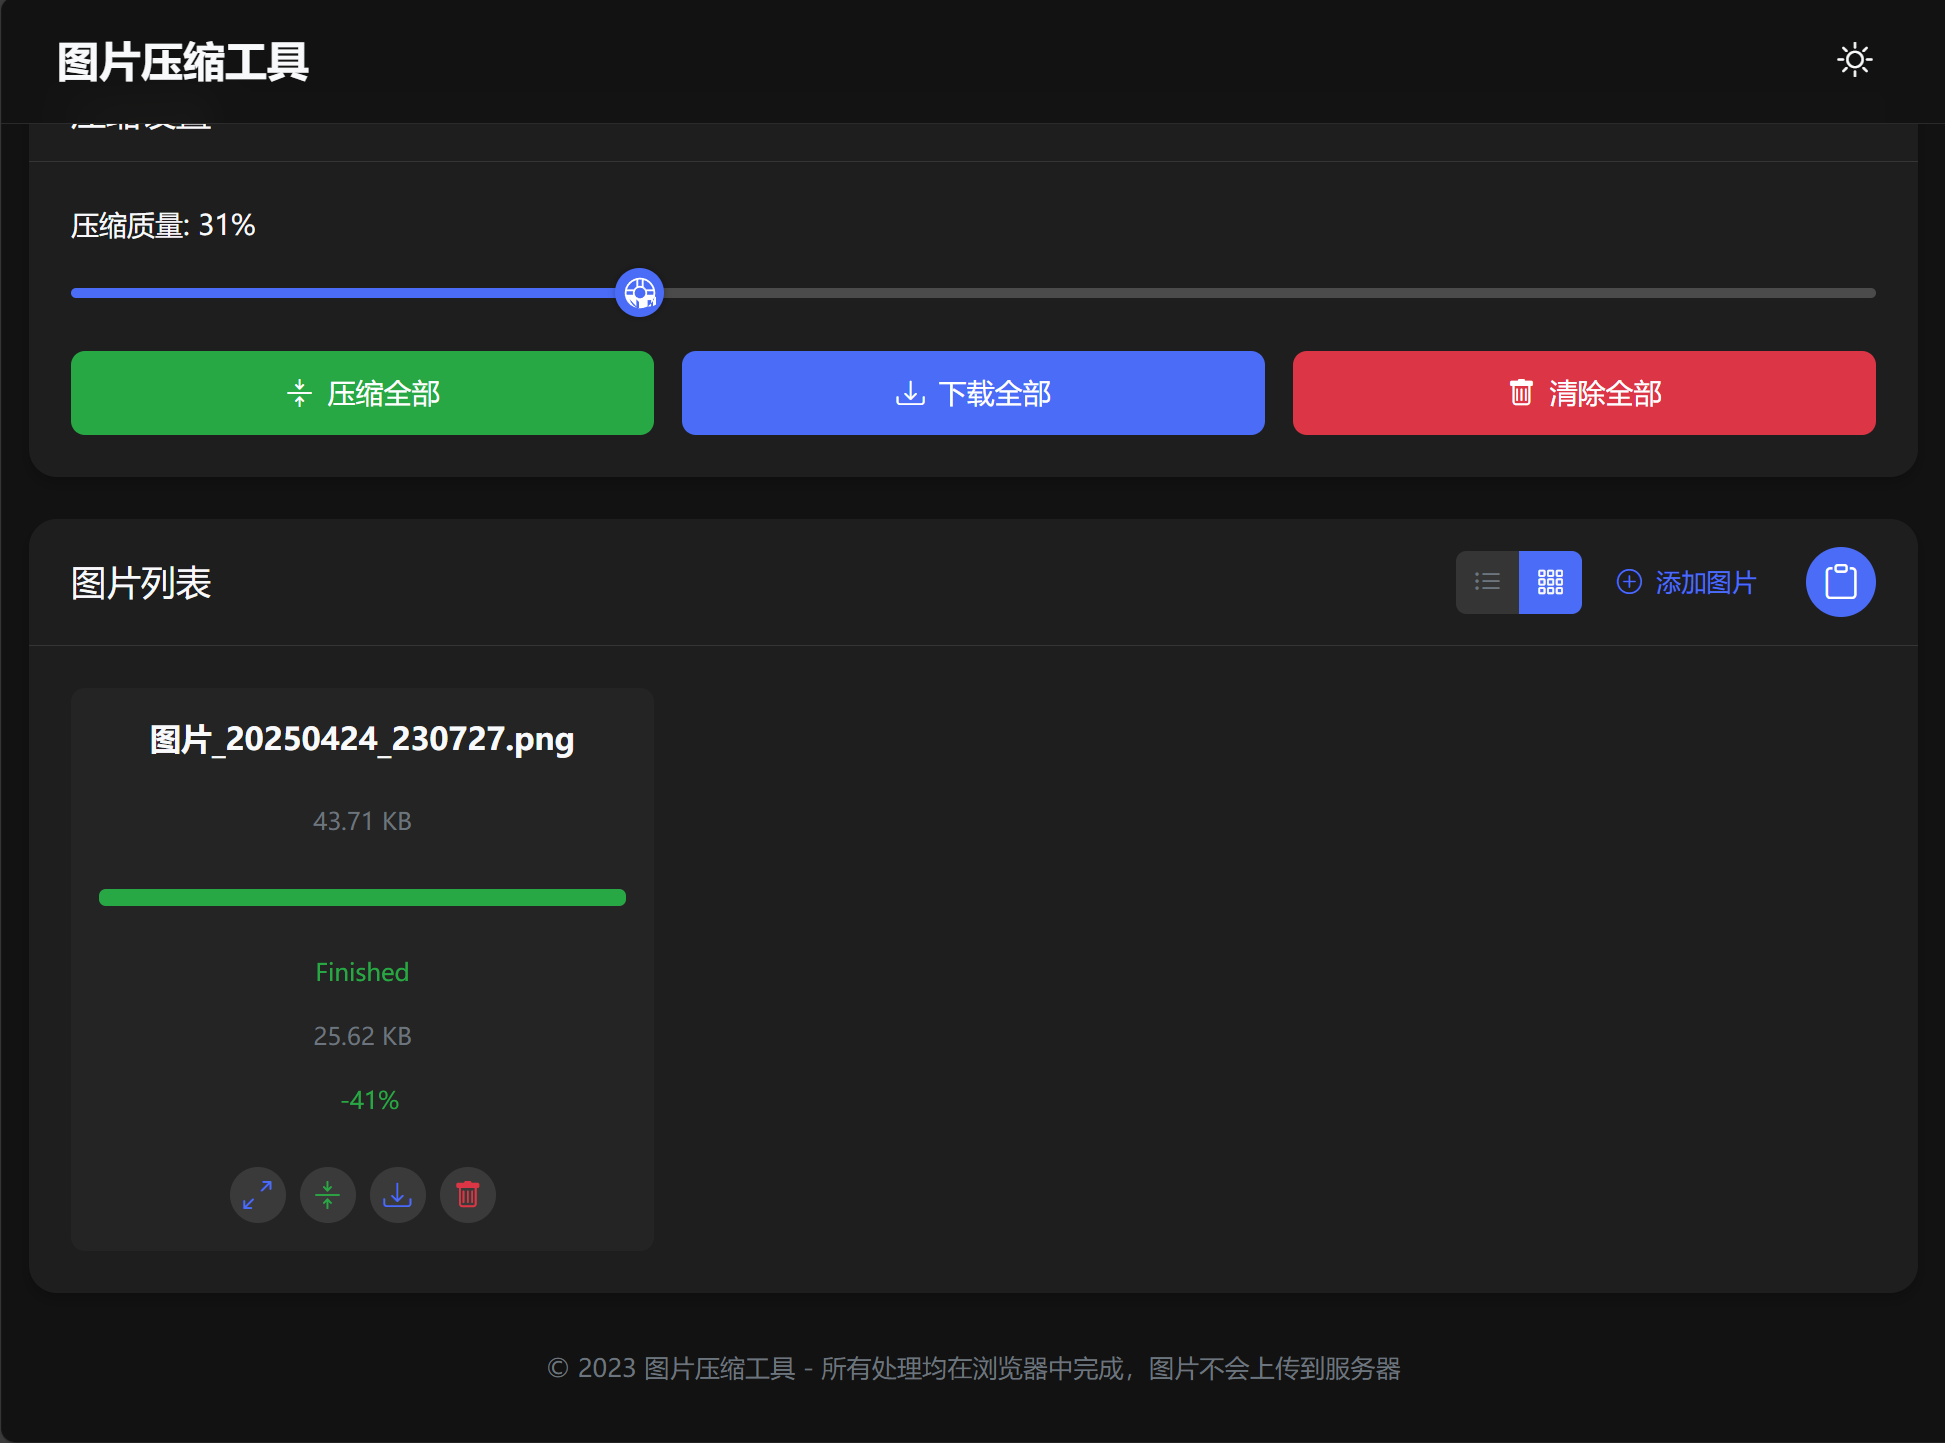 图片压缩工具
压缩设置
压缩质量: 31%
压缩全部
下载全部
清除全部
图片列表
添加图片
图片_20250424_230727.png
43.71 KB
Finished
25.62 KB
-41%
© 2023 图片压缩工具 - 所有处理均在浏览器中完成，图片不会上传到服务器